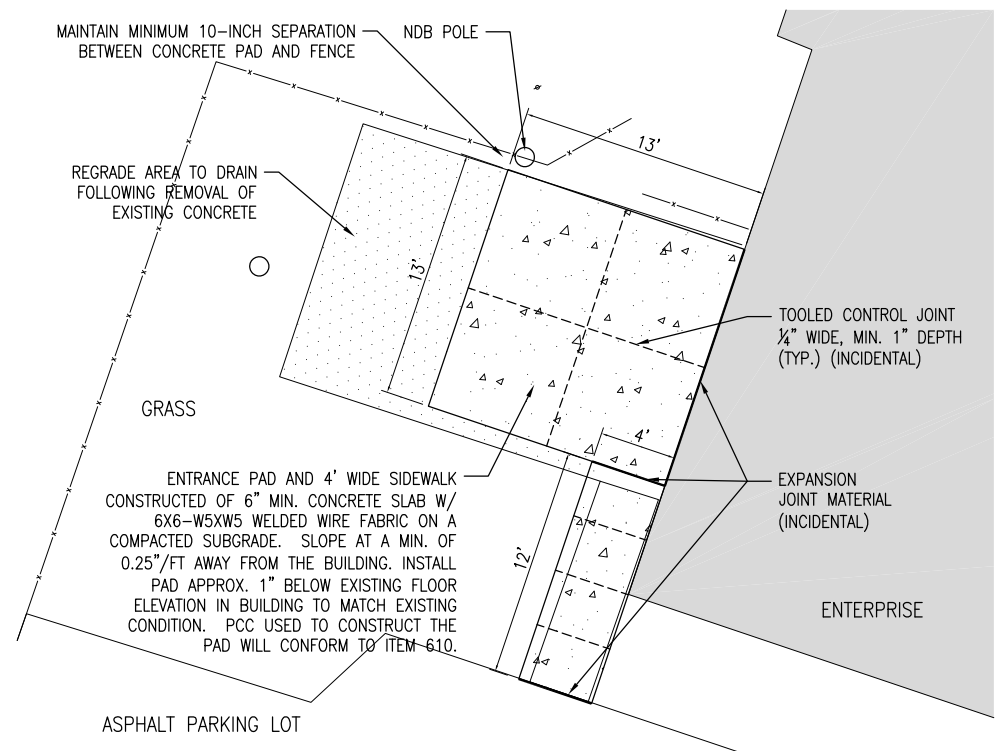 MAINTAIN MINIMUM 10-INCH SEPARATION
BETWEEN CONCRETE PAD AND FENCE
NDB POLE
13'
REGRADE AREA TO DRAIN
FOLLOWING REMOVAL OF
EXISTING CONCRETE
13'
TOOLED CONTROL JOINT
¼" WIDE, MIN. 1" DEPTH
(TYP.) (INCIDENTAL)
GRASS
4'
ENTRANCE PAD AND 4' WIDE SIDEWALK
CONSTRUCTED OF 6" MIN. CONCRETE SLAB W/
6X6-W5XW5 WELDED WIRE FABRIC ON A
COMPACTED SUBGRADE. SLOPE AT A MIN. OF
0.25"/FT AWAY FROM THE BUILDING. INSTALL
PAD APPROX. 1" BELOW EXISTING FLOOR
ELEVATION IN BUILDING TO MATCH EXISTING
CONDITION. PCC USED TO CONSTRUCT THE
PAD WILL CONFORM TO ITEM 610.
EXPANSION
JOINT MATERIAL
(INCIDENTAL)
12'
ENTERPRISE
ASPHALT PARKING LOT